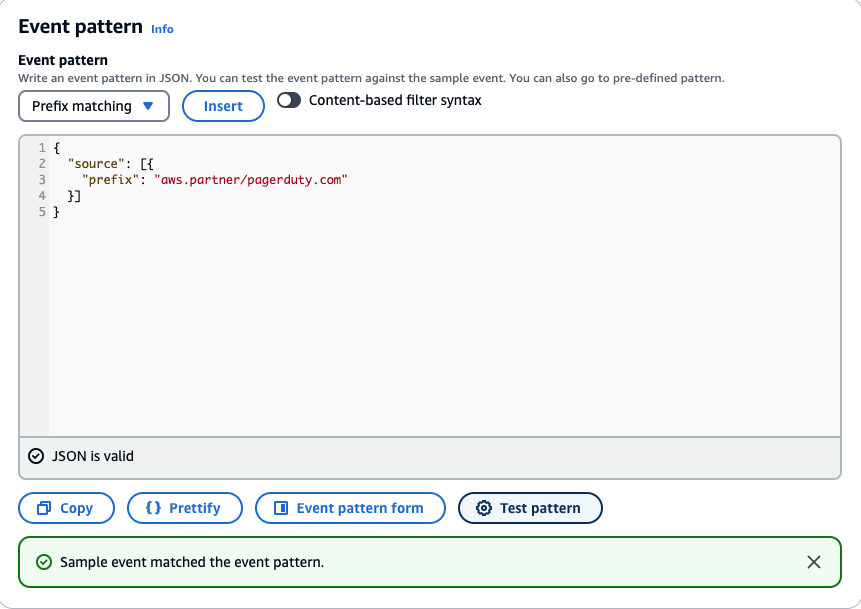 Event pattern Info
Event pattern
Write an event pattern in JSON. You can test the event pattern against the sample event. You can also go to pre-defined pattern.
Prefix matching Insert Content-based filter syntax
1 {
2   "source": [{
3     "prefix": "aws.partner/pagerduty.com"
4   }]
5 }
JSON is valid
Copy {} Prettify Event pattern form Test pattern
Sample event matched the event pattern.